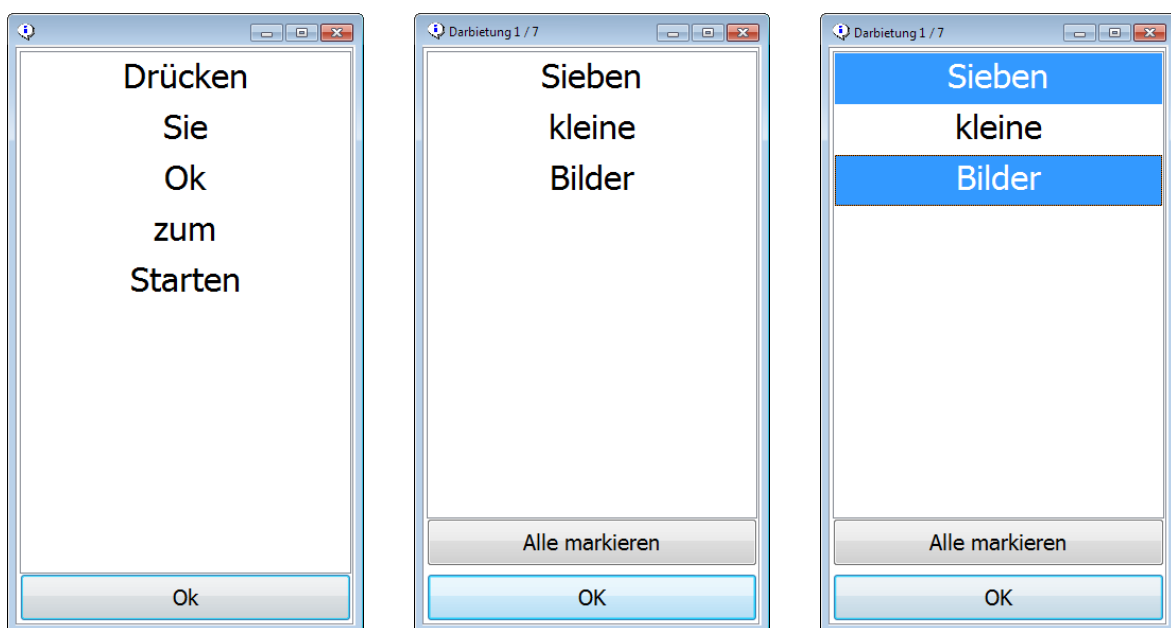 Drücken
Sie
Ok
zum
Starten
Ok
Darbietung 1 / 7
Sieben
kleine
Bilder
Alle markieren
OK
Darbietung 1 / 7
Sieben
kleine
Bilder
Alle markieren
OK